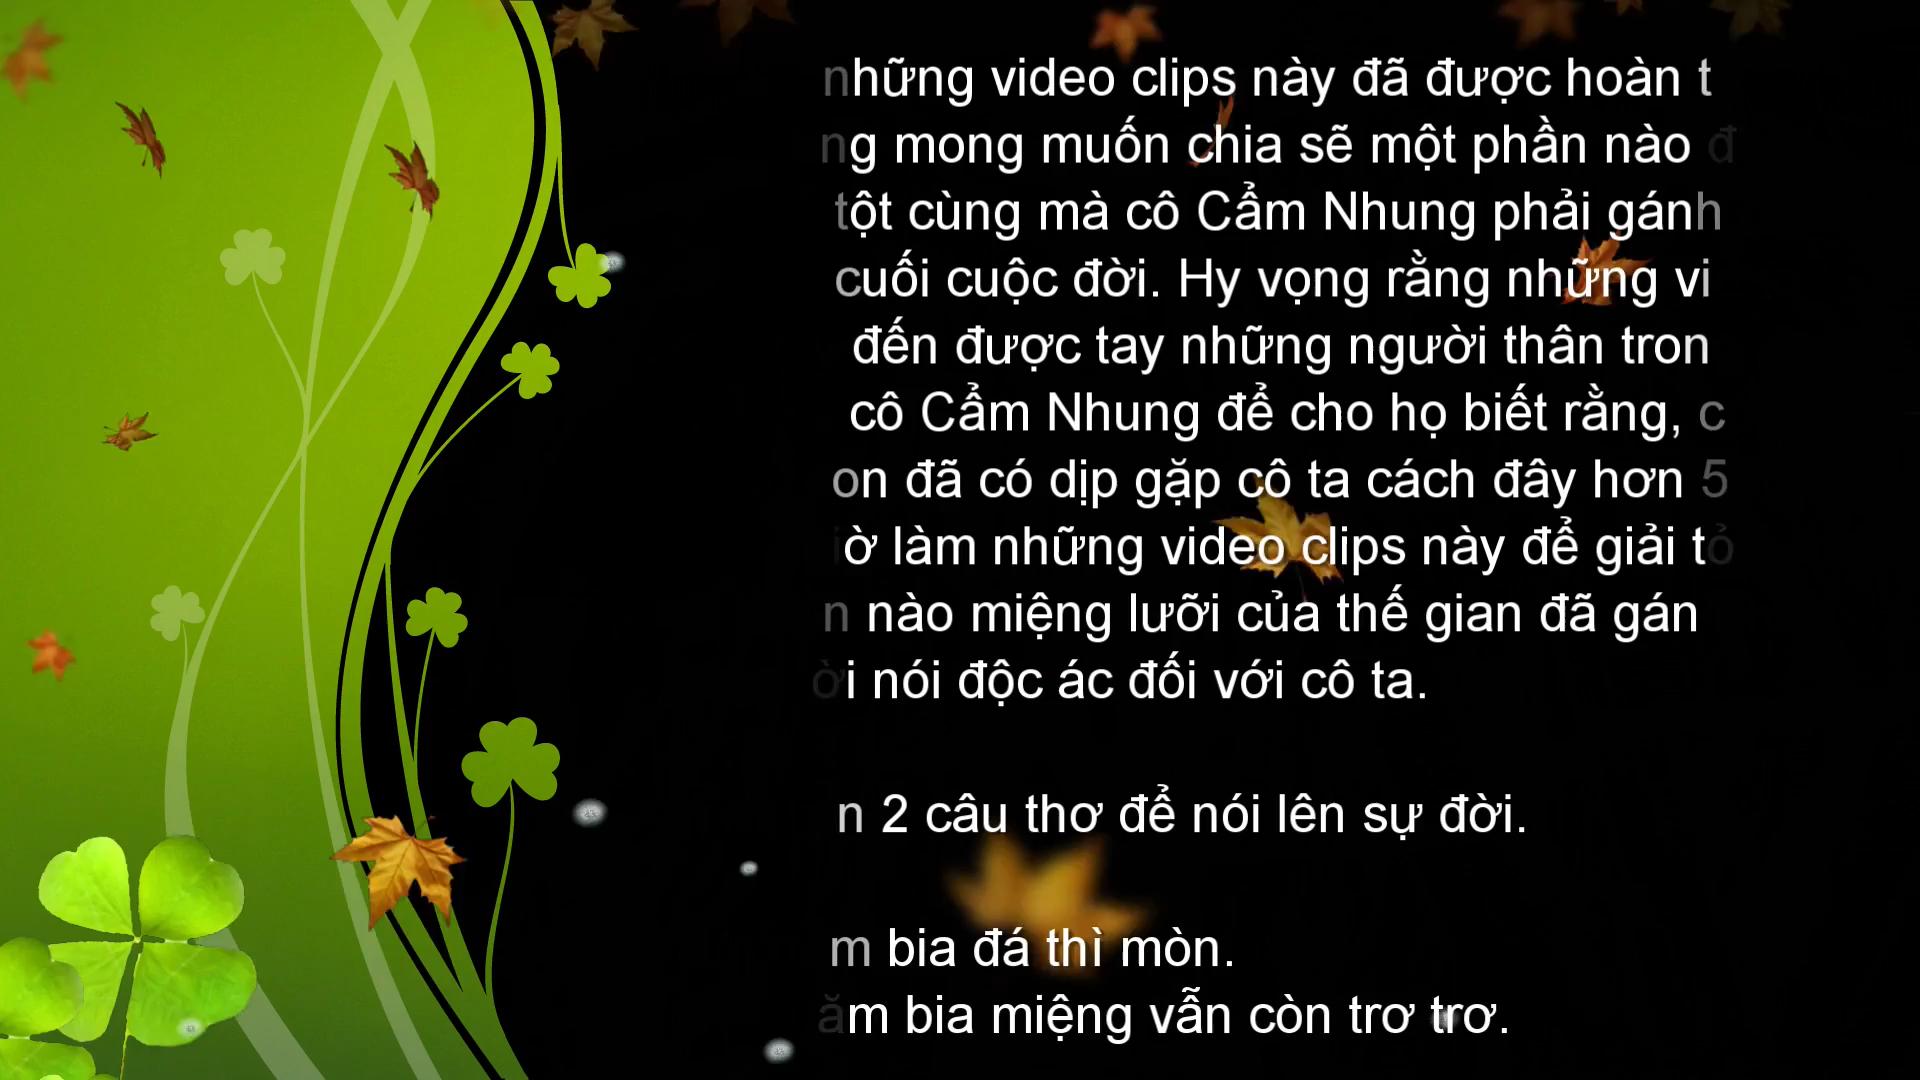 những video clips này đã được hoàn t
ng mong muốn chia sẽ một phần nào đ
tột cùng mà cô Cẩm Nhung phải gánh
cuối cuộc đời. Hy vọng rằng những vi
đến được tay những người thân tron
cô Cẩm Nhung để cho họ biết rằng, c
on đã có dịp gặp cô ta cách đây hơn 5
iờ làm những video clips này để giải tỏ
n nào miệng lưỡi của thế gian đã gán
ời nói độc ác đối với cô ta.
n 2 câu thơ để nói lên sự đời.
m bia đá thì mòn.
ăm bia miệng vẫn còn trơ trơ.